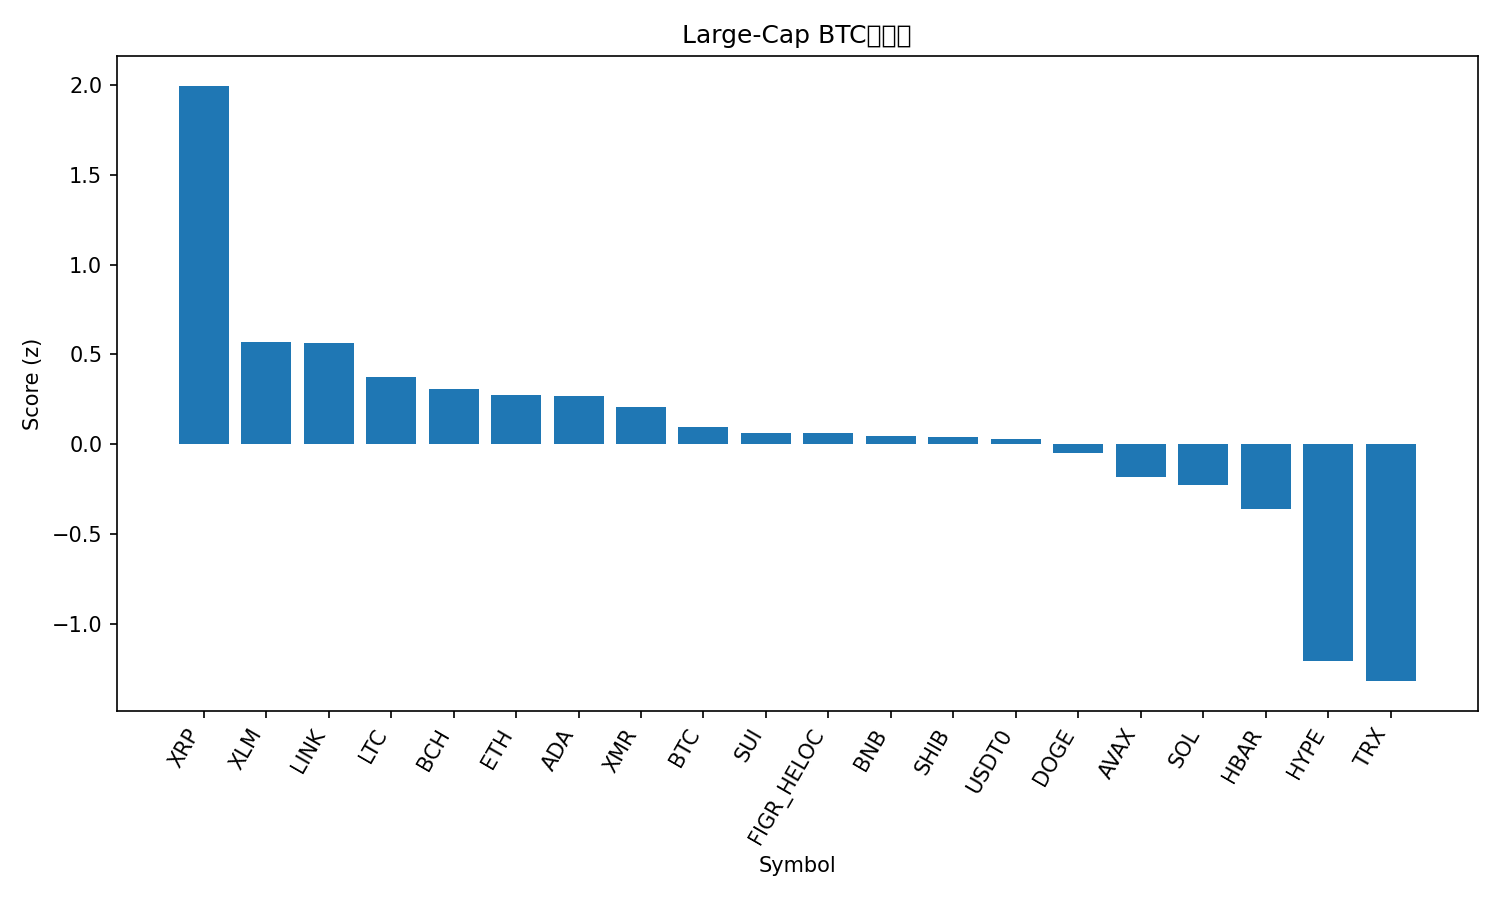 Large-Cap BTC
2.0
1.5
1.0
0.5
0.0
−0.5
−1.0
Score (z)
XRP
XLM
LINK
LTC
BCH
ETH
ADA
XMR
BTC
SUI
FIGR_HELOC
BNB
SHIB
USDT0
DOGE
AVAX
SOL
HBAR
HYPE
TRX
Symbol